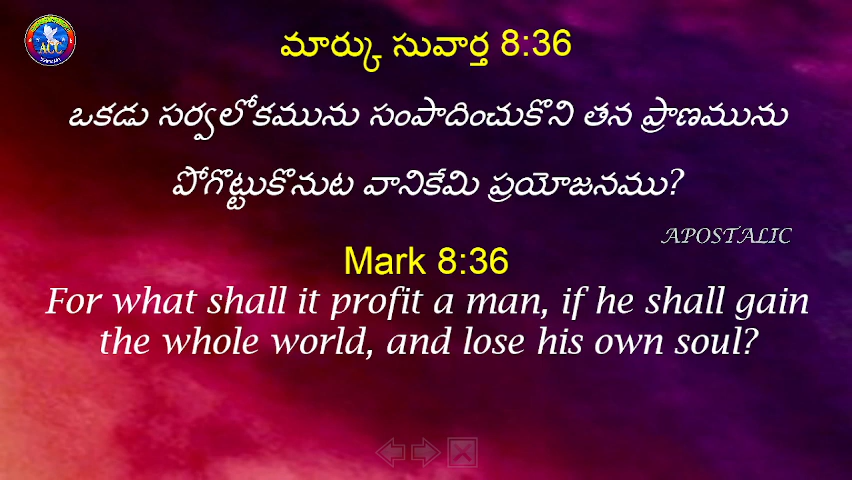 ACC
మార్కు సువార్త 8:36
ఒకడు సర్వలోకమును సంపాదించుకొని తన ప్రాణమును
పోగొట్టుకొనుట వానికేమి ప్రయోజనము?
APOSTALIC
Mark 8:36
For what shall it profit a man, if he shall gain
the whole world, and lose his own soul?